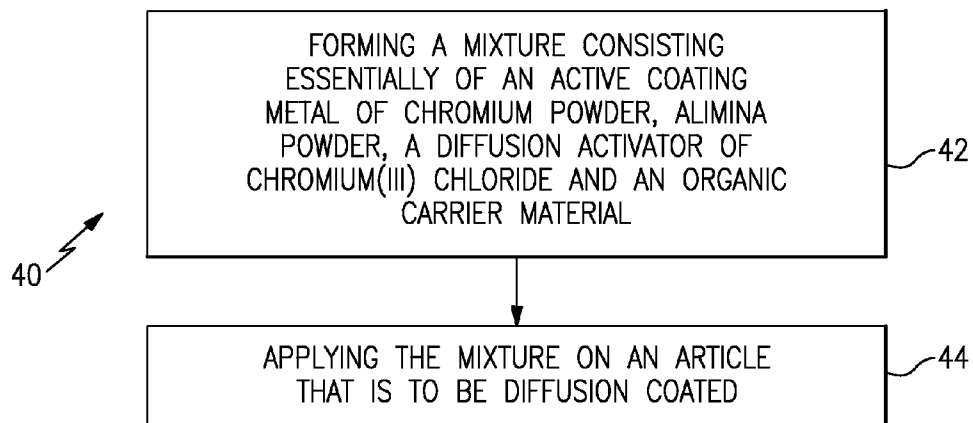 FORMING A MIXTURE CONSISTING
ESSENTIALLY OF AN ACTIVE COATING
METAL OF CHROMIUM POWDER, ALIMINA
POWDER, A DIFFUSION ACTIVATOR OF
CHROMIUM(III) CHLORIDE AND AN ORGANIC
CARRIER MATERIAL
42
40
APPLYING THE MIXTURE ON AN ARTICLE
THAT IS TO BE DIFFUSION COATED
44